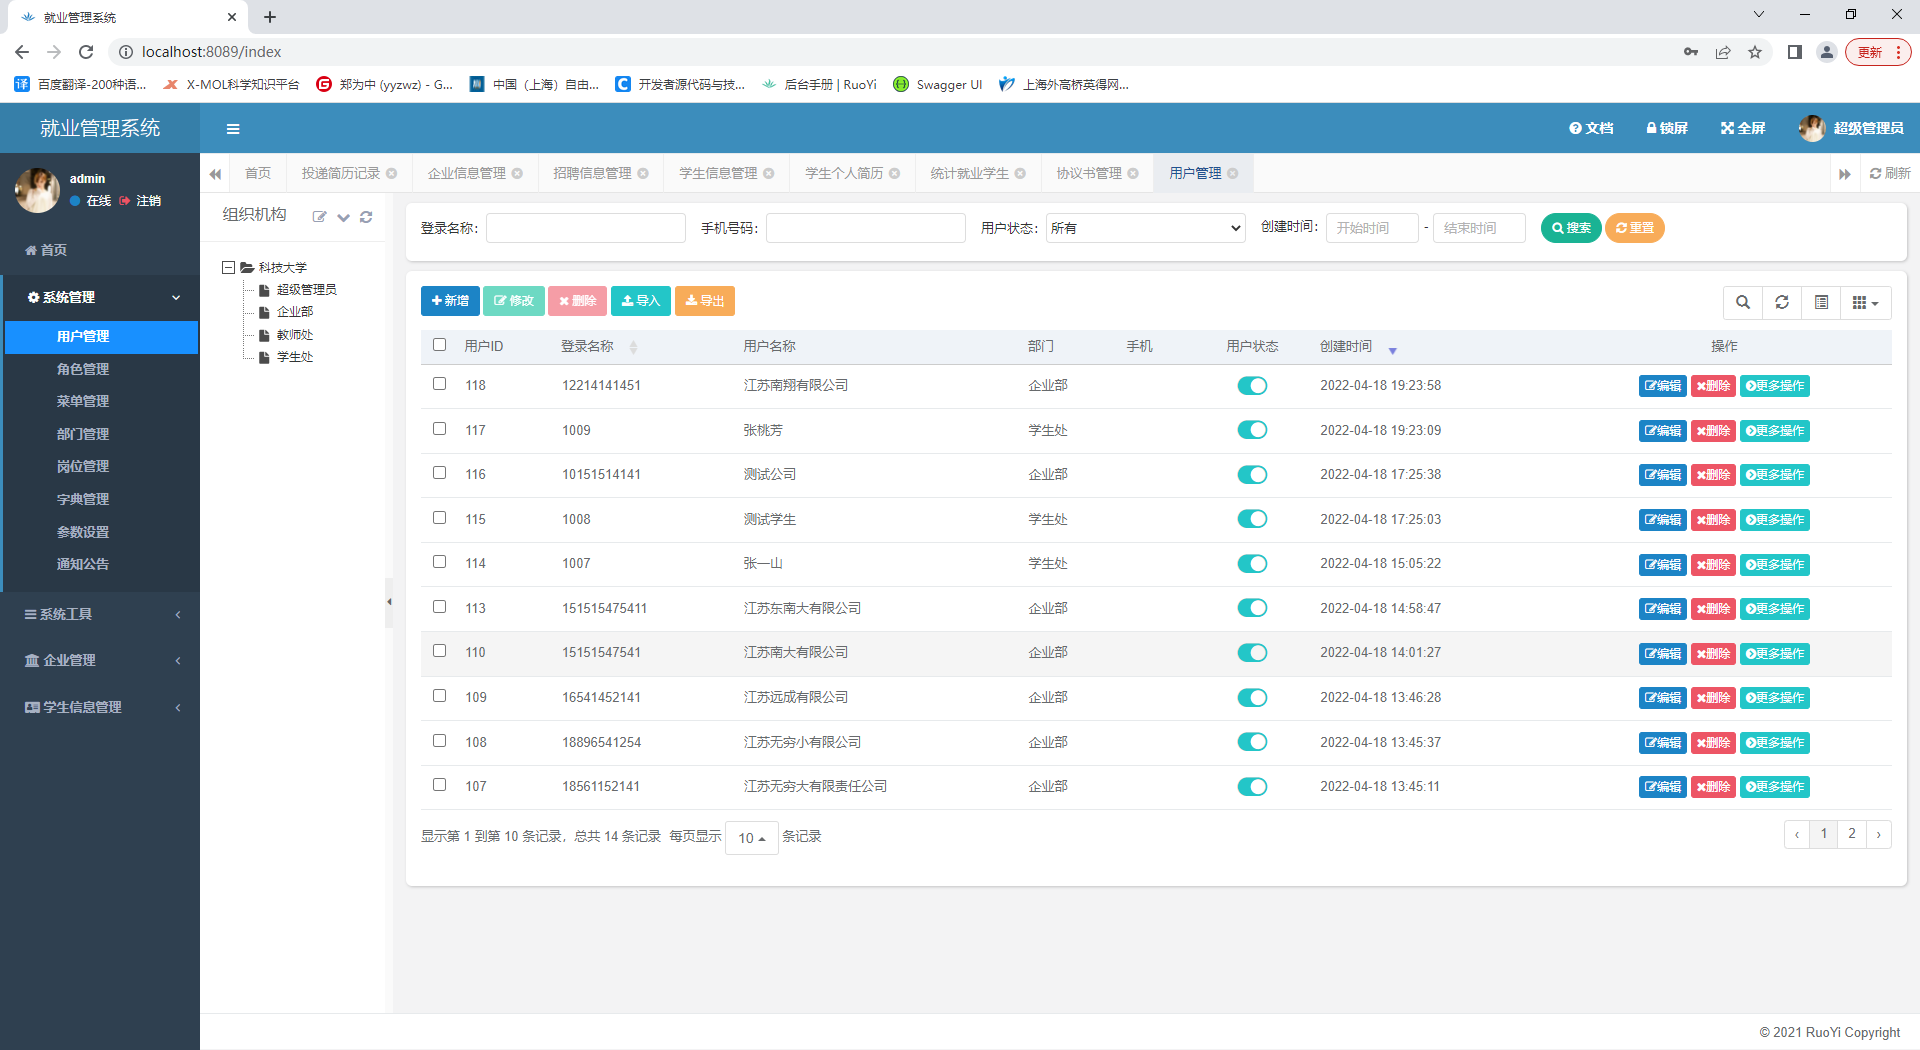 就业管理系统
localhost:8089/index
更新
百度翻译-200种语... X-MOL科学知识平台 郑为中 (yyzwz) - G... 中国（上海）自由... 开发者源代码与技... 后台手册 | RuoYi Swagger UI 上海外高桥英得网...
就业管理系统 文档 锁屏 全屏 超级管理员
admin
在线 注销
首页
系统管理
用户管理
角色管理
菜单管理
部门管理
岗位管理
字典管理
参数设置
通知公告
系统工具
企业管理
学生信息管理
首页 投递简历记录 企业信息管理 招聘信息管理 学生信息管理 学生个人简历 统计就业学生 协议书管理 用户管理 刷新
组织机构
科技大学
超级管理员
企业部
教师处
学生处
登录名称： 手机号码： 用户状态： 所有 创建时间： 开始时间 - 结束时间 搜索 重置
新增 修改 删除 导入 导出
用户ID 登录名称 用户名称 部门 手机 用户状态 创建时间 操作
118 12214141451 江苏南翔有限公司 企业部 2022-04-18 19:23:58 编辑 删除 更多操作
117 1009 张桃芳 学生处 2022-04-18 19:23:09 编辑 删除 更多操作
116 10151514141 测试公司 企业部 2022-04-18 17:25:38 编辑 删除 更多操作
115 1008 测试学生 学生处 2022-04-18 17:25:03 编辑 删除 更多操作
114 1007 张一山 学生处 2022-04-18 15:05:22 编辑 删除 更多操作
113 151515475411 江苏东南大有限公司 企业部 2022-04-18 14:58:47 编辑 删除 更多操作
110 15151547541 江苏南大有限公司 企业部 2022-04-18 14:01:27 编辑 删除 更多操作
109 16541452141 江苏远成有限公司 企业部 2022-04-18 13:46:28 编辑 删除 更多操作
108 18896541254 江苏无穷小有限公司 企业部 2022-04-18 13:45:37 编辑 删除 更多操作
107 18561152141 江苏无穷大有限责任公司 企业部 2022-04-18 13:45:11 编辑 删除 更多操作
显示第 1 到第 10 条记录，总共 14 条记录 每页显示 10 条记录 ‹ 1 2 ›
© 2021 RuoYi Copyright